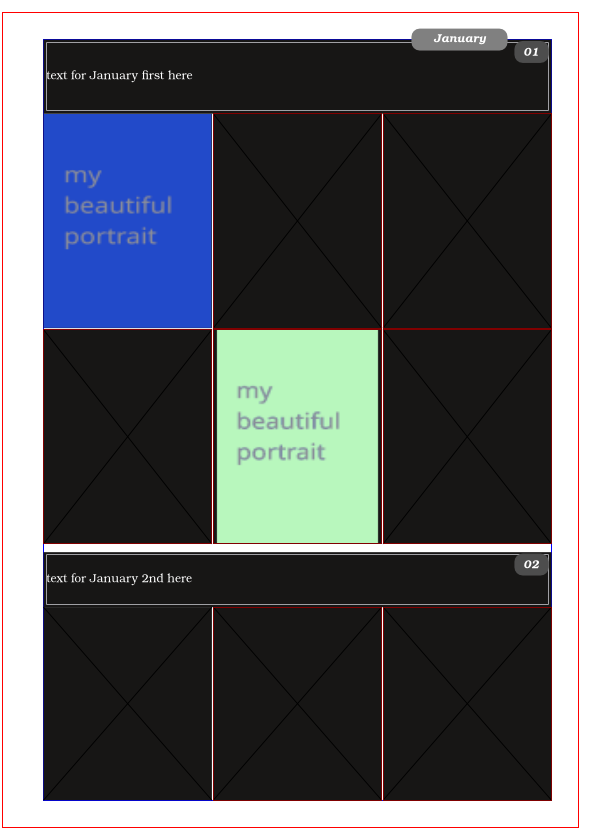 January
01
text for January first here
my
beautiful
portrait
my
beautiful
portrait
02
text for January 2nd here